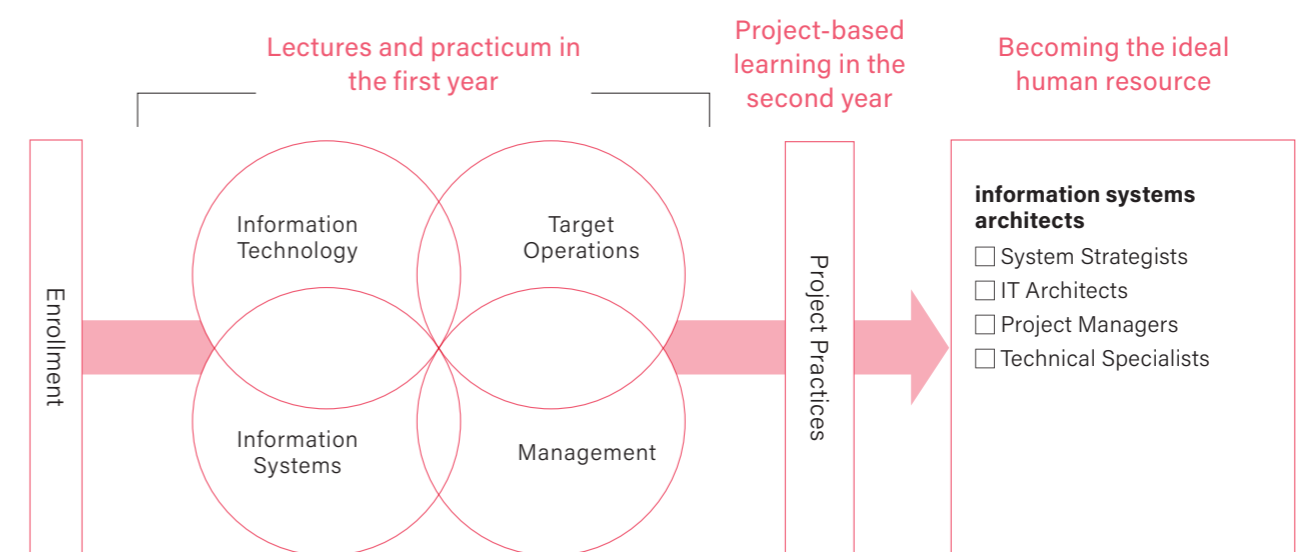 Lectures and practicum in
the first year
Project-based
learning in the
second year
Becoming the ideal
human resource
Enrollment
Information
Technology
Target
Operations
Information
Systems
Management
Project Practices
information systems
architects
☐ System Strategists
☐ IT Architects
☐ Project Managers
☐ Technical Specialists